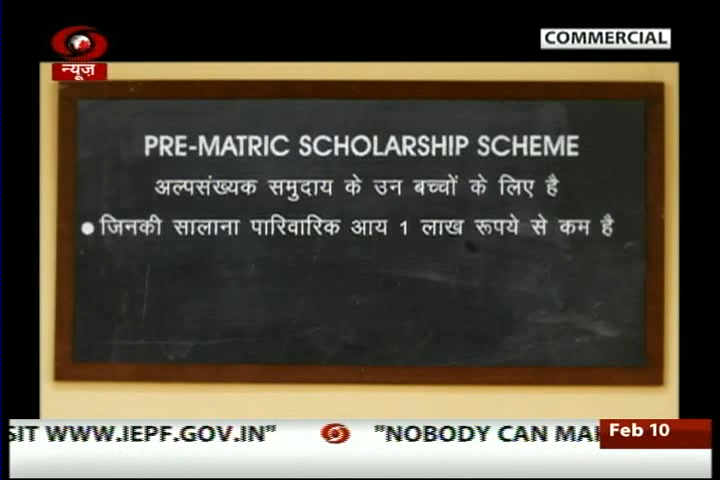 न्यूज़
COMMERCIAL
PRE-MATRIC SCHOLARSHIP SCHEME
अल्पसंख्यक समुदाय के उन बच्चों के लिए है
● जिनकी सालाना पारिवारिक आय 1 लाख रूपये से कम है
SIT WWW.IEPF.GOV.IN" "NOBODY CAN MA
Feb 10